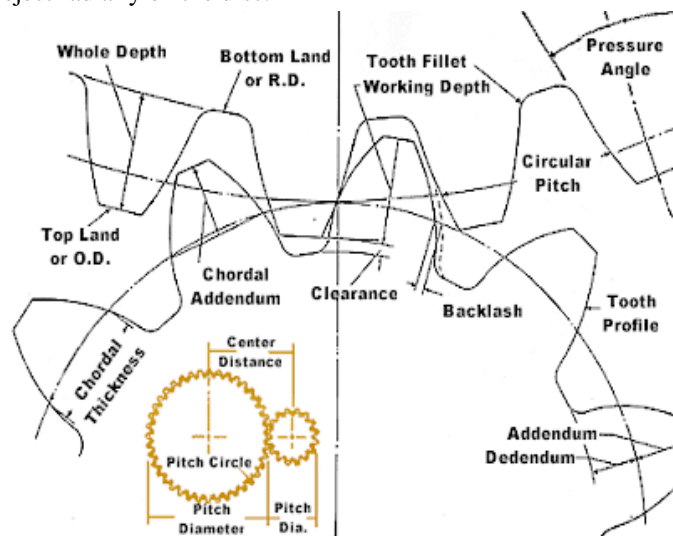 Whole Depth
Bottom Land
or R.D.
Tooth Fillet
Working Depth
Pressure
Angle
Circular
Pitch
Top Land
or O.D.
Chordal
Addendum
Clearance
Backlash
Tooth
Profile
Chordal
Thickness
Center
Distance
Addendum
Dedendum
Pitch Circle
Pitch
Diameter
Pitch
Dia.